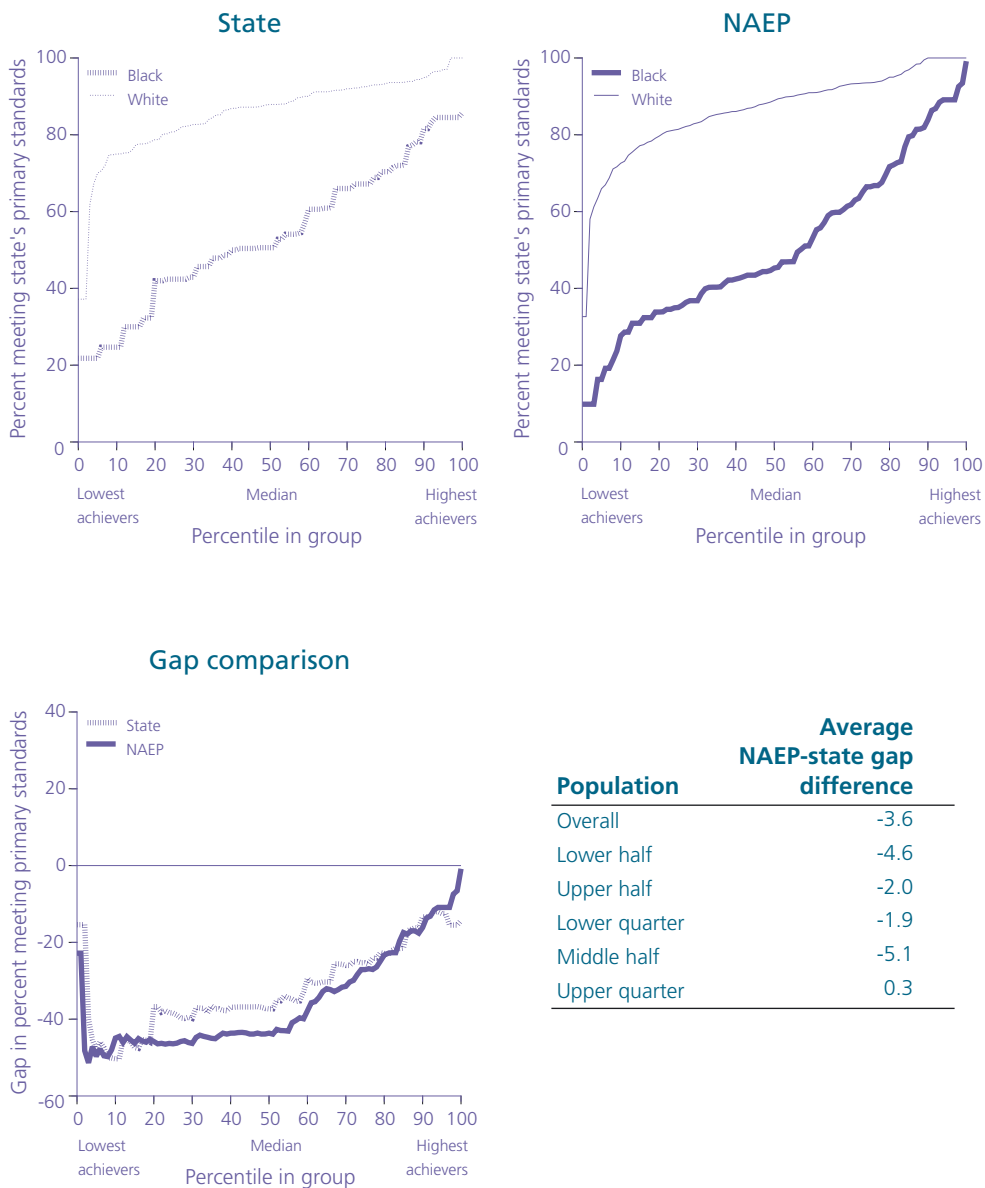 State
Percent meeting state's primary standards
100
80
60
40
20
0
Black
White
0 10 20 30 40 50 60 70 80 90 100
Lowest achievers
Median
Highest achievers
Percentile in group
NAEP
Percent meeting state's primary standards
100
80
60
40
20
0
Black
White
0 10 20 30 40 50 60 70 80 90 100
Lowest achievers
Median
Highest achievers
Percentile in group
Gap comparison
Gap in percent meeting primary standards
40
20
0
-20
-40
-60
State
NAEP
0 10 20 30 40 50 60 70 80 90 100
Lowest achievers
Median
Highest achievers
Percentile in group
Population Average NAEP-state gap difference
Overall -3.6
Lower half -4.6
Upper half -2.0
Lower quarter -1.9
Middle half -5.1
Upper quarter 0.3